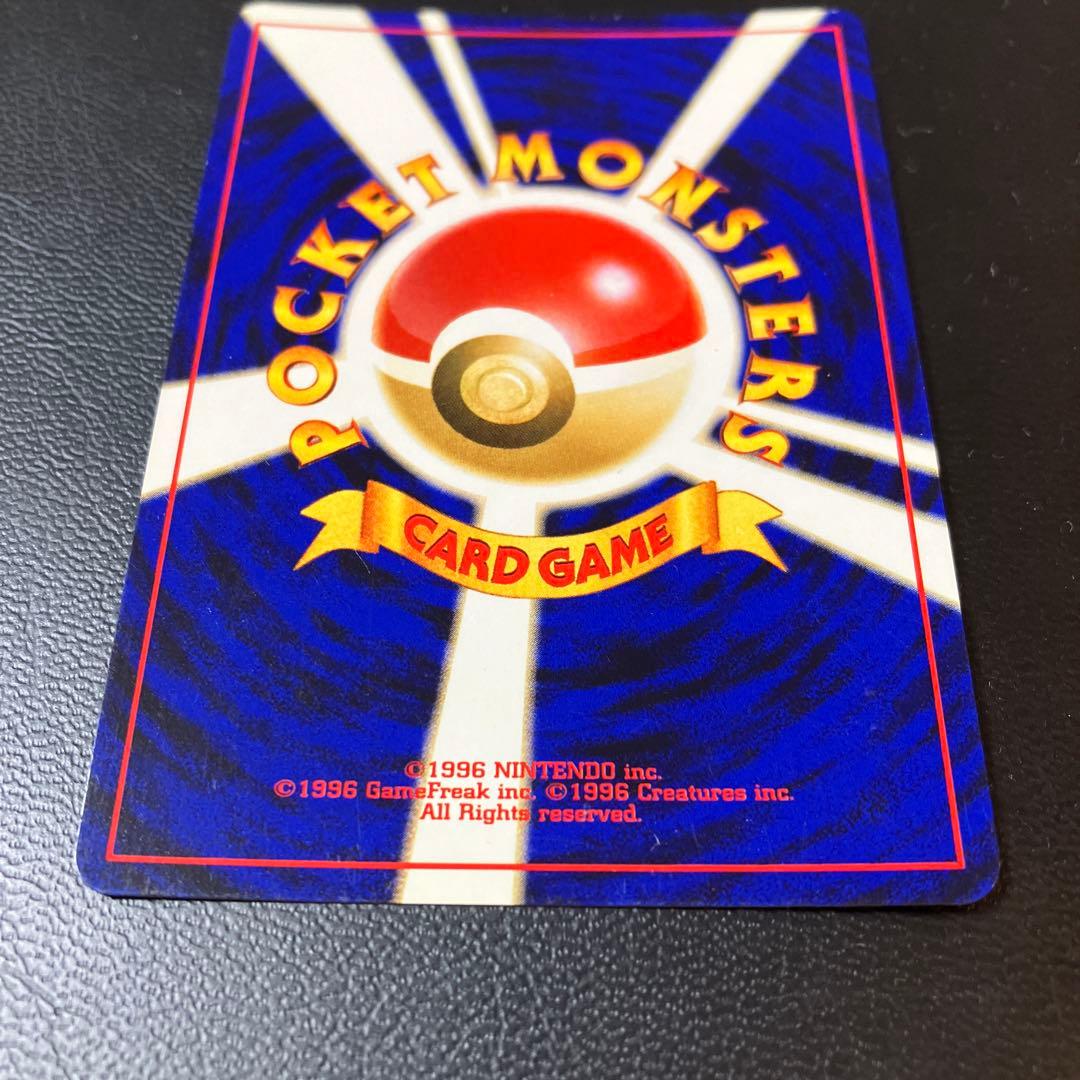 POCKET MONSTERS
CARD GAME
©1996 NINTENDO inc.
©1996 GameFreak inc. ©1996 Creatures inc.
All Rights reserved.